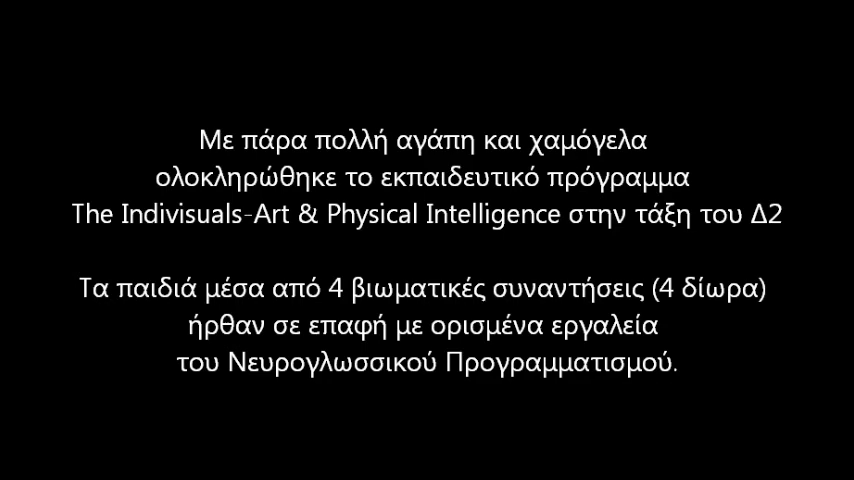 Με πάρα πολλή αγάπη και χαμόγελα
ολοκληρώθηκε το εκπαιδευτικό πρόγραμμα
The Indivisuals-Art & Physical Intelligence στην τάξη του Δ2
Τα παιδιά μέσα από 4 βιωματικές συναντήσεις (4 δίωρα)
ήρθαν σε επαφή με ορισμένα εργαλεία
του Νευρογλωσσικού Προγραμματισμού.